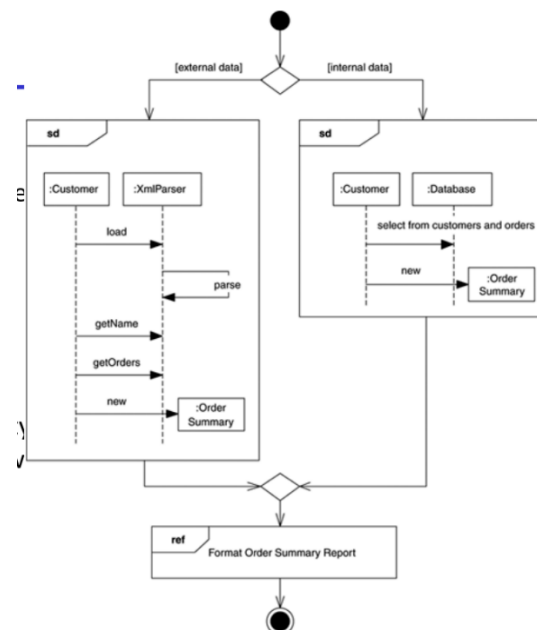 [external data]
[internal data]
sd
:Customer
:XmlParser
load
parse
getName
getOrders
new
:Order
Summary
sd
:Customer
:Database
select from customers and orders
new
:Order
Summary
ref
Format Order Summary Report